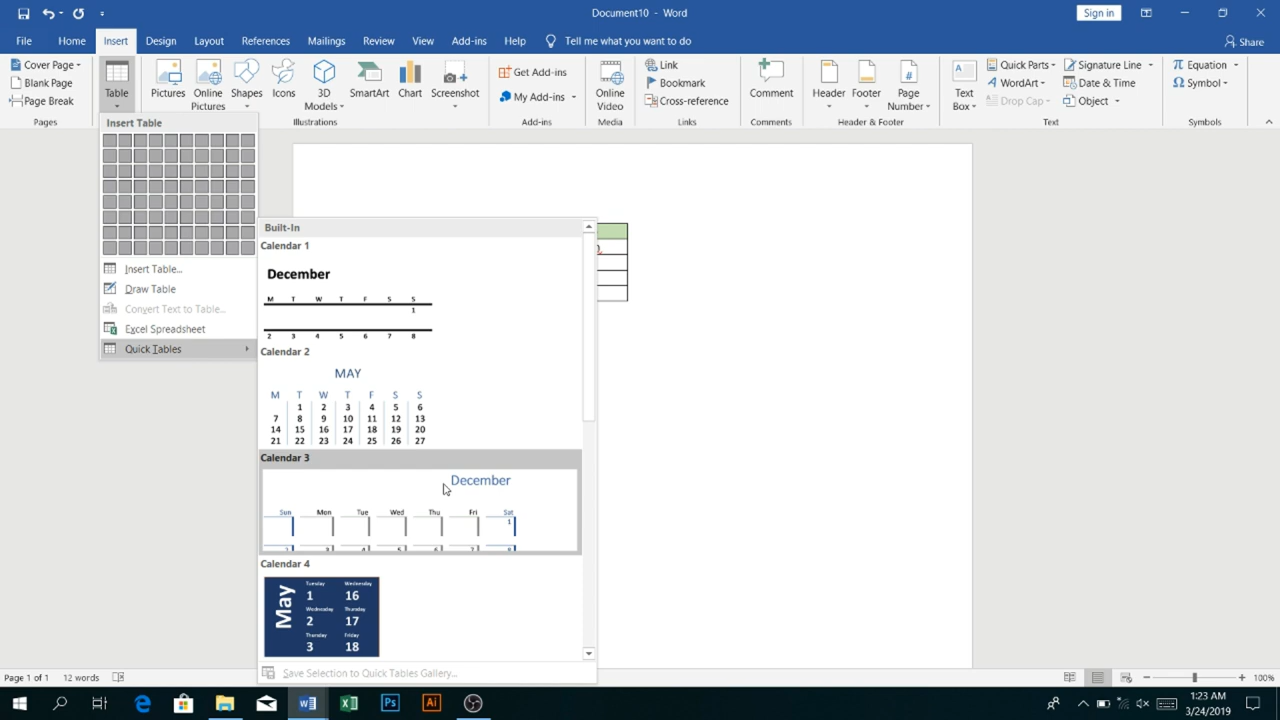 Document10 - Word
Sign in
File Home Insert Design Layout References Mailings Review View Add-ins Help Tell me what you want to do Share
Cover Page
Blank Page
Page Break
Pages
Table
Pictures
Online Pictures
Shapes
Icons
3D Models
SmartArt
Chart
Screenshot
Illustrations
Get Add-ins
My Add-ins
Add-ins
Online Video
Media
Link
Bookmark
Cross-reference
Links
Comment
Comments
Header
Footer
Page Number
Header & Footer
Text Box
Quick Parts
WordArt
Drop Cap
Signature Line
Date & Time
Object
Text
Equation
Symbol
Symbols
Insert Table
Insert Table...
Draw Table
Convert Text to Table...
Excel Spreadsheet
Quick Tables
Built-In
Calendar 1
December
M T W T F S S
1
2 3 4 5 6 7 8
Calendar 2
MAY
M T W T F S S
1 2 3 4 5 6
7 8 9 10 11 12 13
14 15 16 17 18 19 20
21 22 23 24 25 26 27
Calendar 3
December
Sun Mon Tue Wed Thu Fri Sat
1
2 3 4 5 6 7 8
Calendar 4
May
Tuesday Wednesday
1 16
Wednesday Thursday
2 17
Thursday Friday
3 18
Save Selection to Quick Tables Gallery...
Page 1 of 1 12 words
100%
Ps
Ai
1:23 AM
3/24/2019